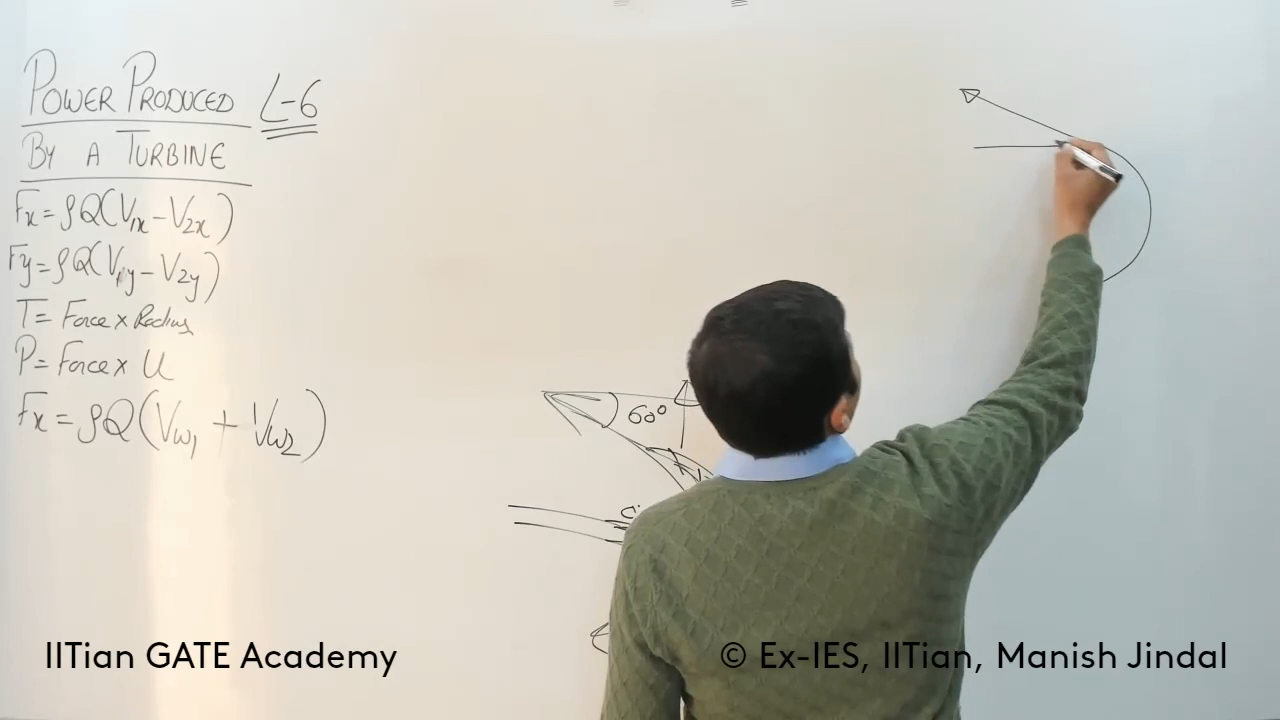 POWER PRODUCED L-6
BY A TURBINE
Fx = ρQ(V1x - V2x)
Fy = ρQ(V1y - V2y)
T = Force x Radius
P = Force x U
Fx = ρQ(Vw1 + Vw2)
60°
IITian GATE Academy
© Ex-IES, IITian, Manish Jindal